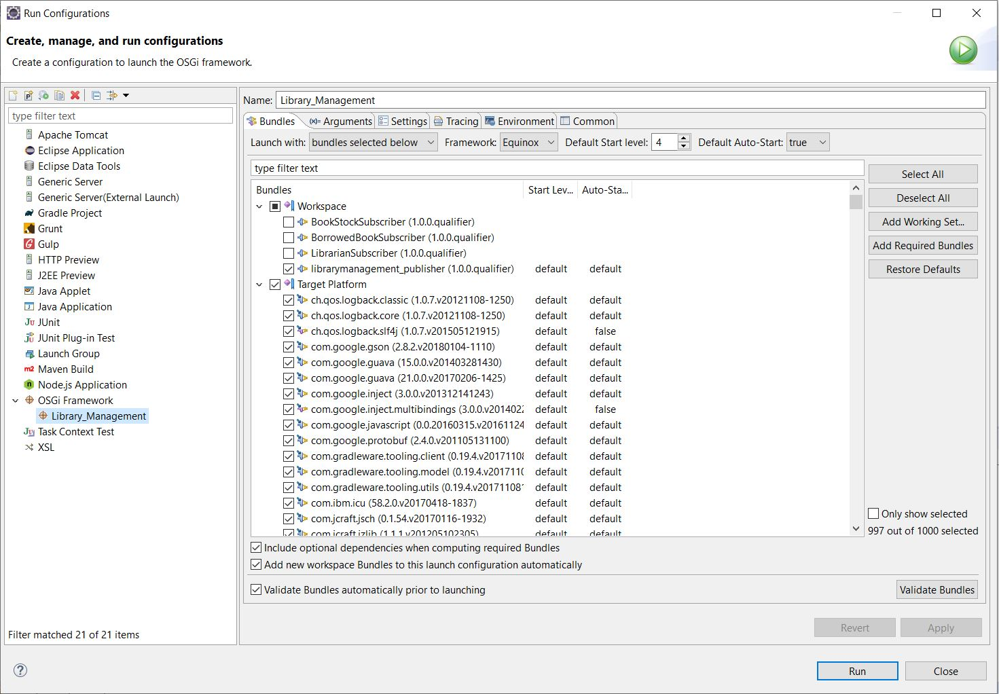 Run Configurations
Create, manage, and run configurations
Create a configuration to launch the OSGi framework.
type filter text
Apache Tomcat
Eclipse Application
Eclipse Data Tools
Generic Server
Generic Server(External Launch)
Gradle Project
Grunt
Gulp
HTTP Preview
J2EE Preview
Java Applet
Java Application
JUnit
JUnit Plug-in Test
Launch Group
Maven Build
Node.js Application
OSGi Framework
Library_Management
Task Context Test
XSL
Filter matched 21 of 21 items
Name: Library_Management
Bundles Arguments Settings Tracing Environment Common
Launch with: bundles selected below Framework: Equinox Default Start level: 4 Default Auto-Start: true
type filter text
Bundles Start Lev... Auto-Sta...
Workspace
BookStockSubscriber (1.0.0.qualifier)
BorrowedBookSubscriber (1.0.0.qualifier)
LibrarianSubscriber (1.0.0.qualifier)
librarymanagement_publisher (1.0.0.qualifier) default default
Target Platform
ch.qos.logback.classic (1.0.7.v20121108-1250) default default
ch.qos.logback.core (1.0.7.v20121108-1250) default default
ch.qos.logback.slf4j (1.0.7.v201505121915) default false
com.google.gson (2.8.2.v20180104-1110) default default
com.google.guava (15.0.0.v201403281430) default default
com.google.guava (21.0.0.v20170206-1425) default default
com.google.inject (3.0.0.v201312141243) default default
com.google.inject.multibindings (3.0.0.v201402 default false
com.google.javascript (0.0.20160315.v20161124 default default
com.google.protobuf (2.4.0.v201105131100) default default
com.gradleware.tooling.client (0.19.4.v2017110 default default
com.gradleware.tooling.model (0.19.4.v201711 default default
com.gradleware.tooling.utils (0.19.4.v20171108 default default
com.ibm.icu (58.2.0.v20170418-1837) default default
com.jcraft.jsch (0.1.54.v20170116-1932) default default
com.jcraft.jzlib (1.1.1.v201205102305) default default
Select All
Deselect All
Add Working Set...
Add Required Bundles
Restore Defaults
Only show selected
997 out of 1000 selected
Include optional dependencies when computing required Bundles
Add new workspace Bundles to this launch configuration automatically
Validate Bundles automatically prior to launching
Validate Bundles
Revert Apply
Run Close